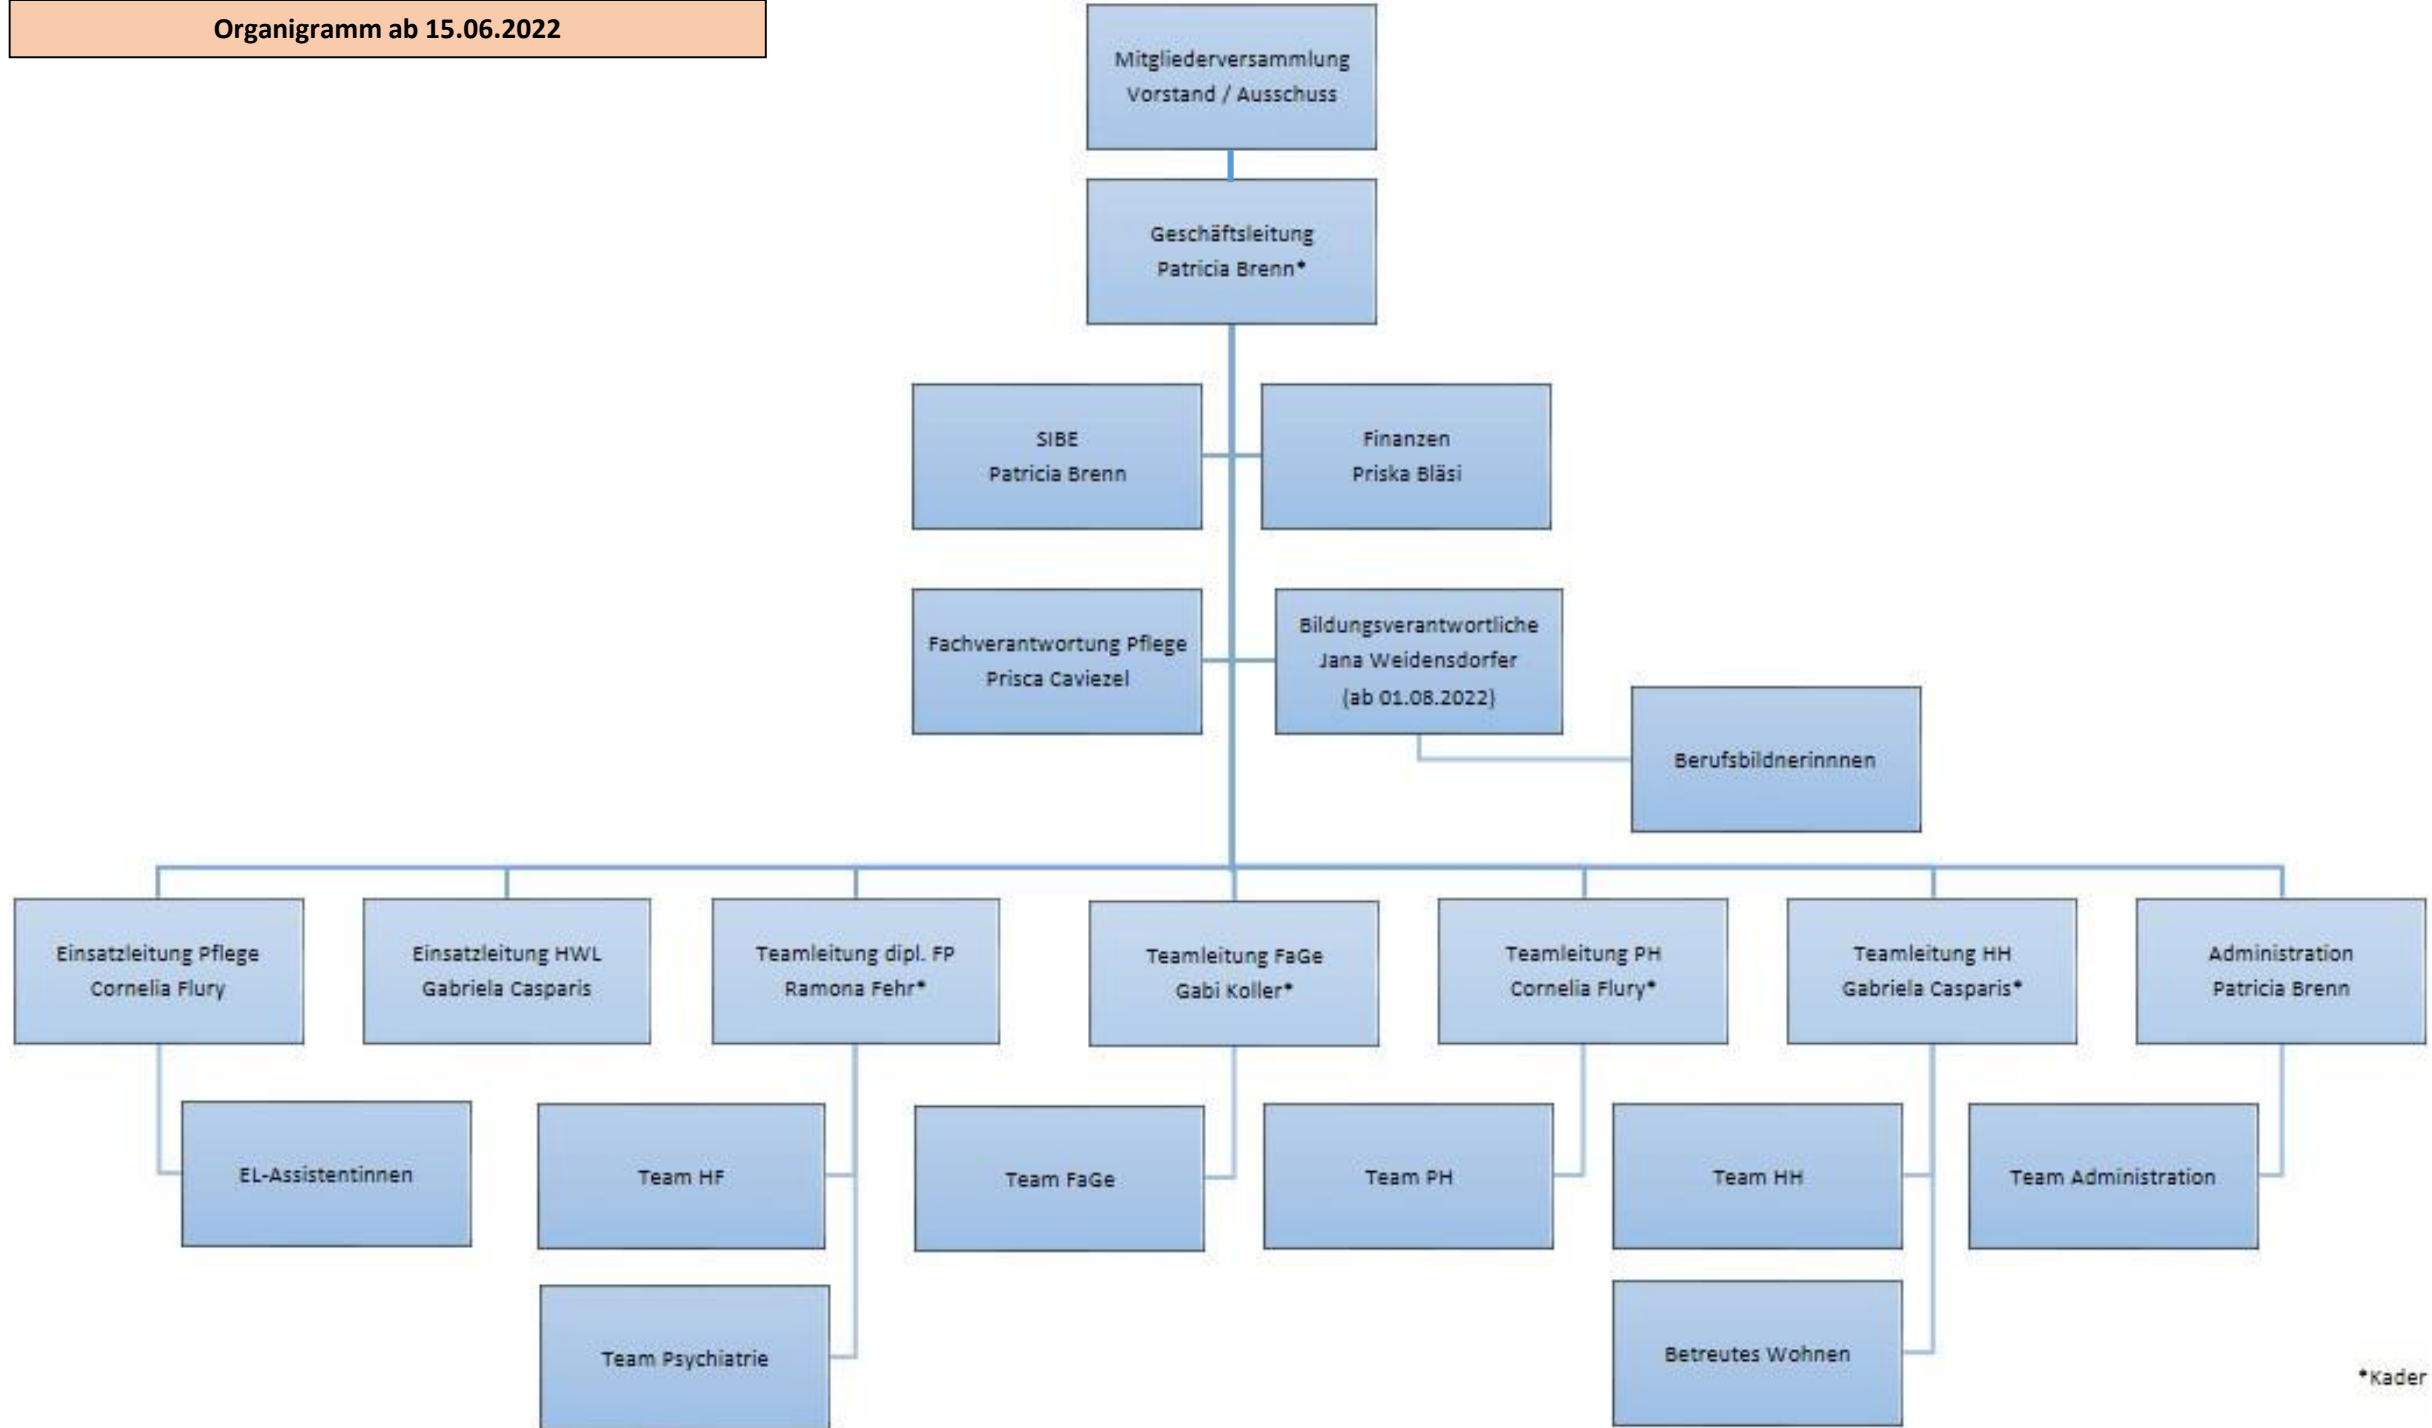 Organigramm ab 15.06.2022
Mitgliederversammlung
Vorstand / Ausschuss
Geschäftsleitung
Patricia Brenn*
SIBE
Patricia Brenn
Finanzen
Priska Bläsi
Fachverantwortung Pflege
Prisca Caviezel
Bildungsverantwortliche
Jana Weidensdorfer
(ab 01.08.2022)
Berufsbildnerinnnen
Einsatzleitung Pflege
Cornelia Flury
Einsatzleitung HWL
Gabriela Casparis
Teamleitung dipl. FP
Ramona Fehr*
Teamleitung FaGe
Gabi Koller*
Teamleitung PH
Cornelia Flury*
Teamleitung HH
Gabriela Casparis*
Administration
Patricia Brenn
EL-Assistentinnen
Team HF
Team FaGe
Team PH
Team HH
Team Administration
Team Psychiatrie
Betreutes Wohnen
*Kader